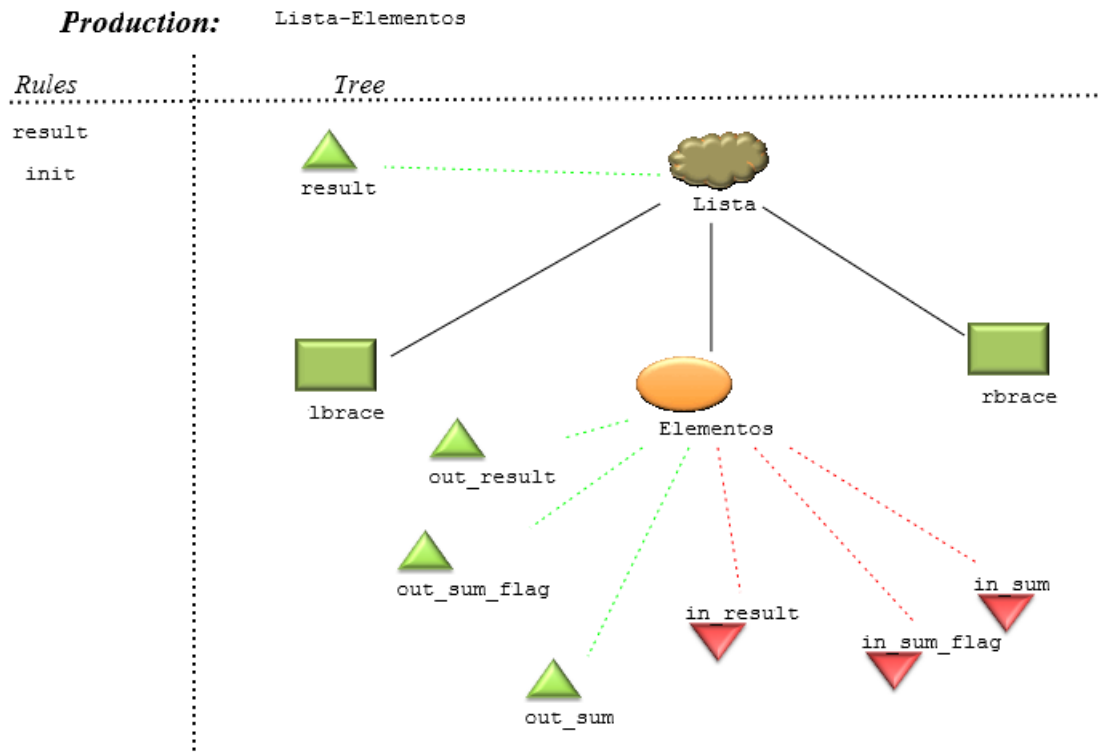 Production: Lista-Elementos
Rules Tree
result
init
result
Lista
lbrace
rbrace
Elementos
out_result
out_sum_flag
in_sum
in_result
in_sum_flag
out_sum